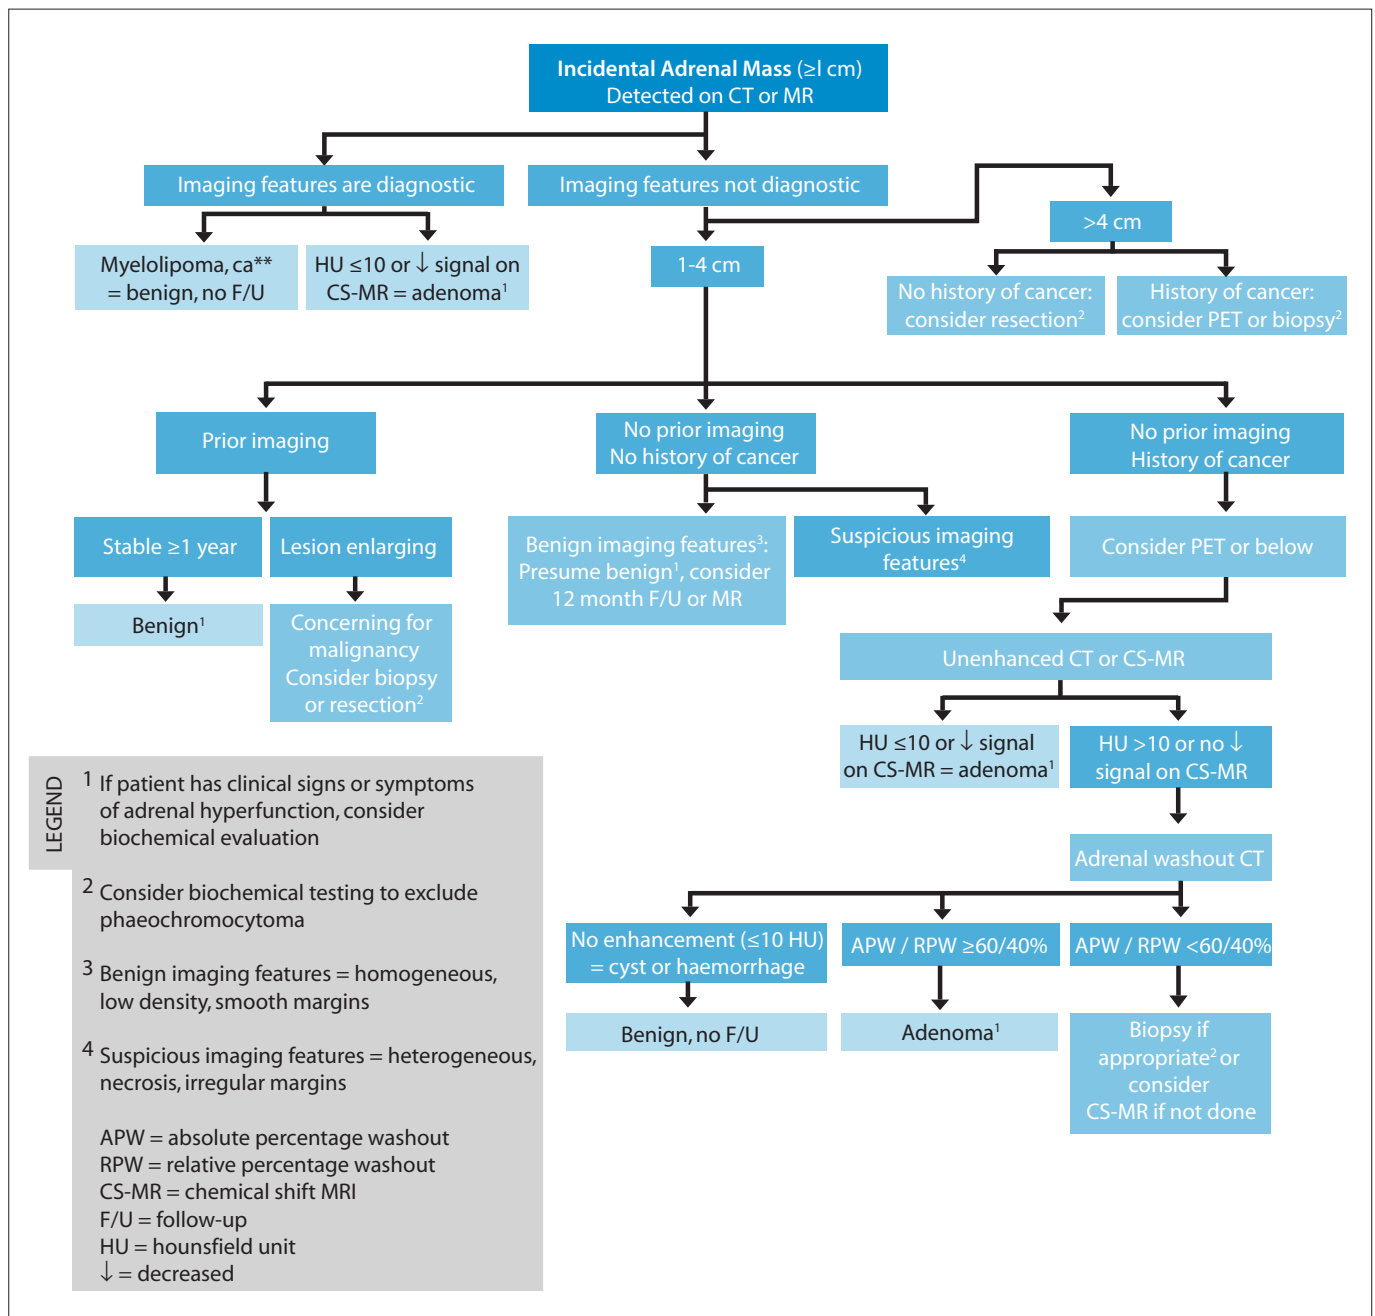 Incidental Adrenal Mass (≥l cm)
Detected on CT or MR
Imaging features are diagnostic
Imaging features not diagnostic
>4 cm
Myelolipoma, ca**
= benign, no F/U
HU ≤10 or ↓ signal on
CS-MR = adenoma¹
1-4 cm
No history of cancer:
consider resection²
History of cancer:
consider PET or biopsy²
Prior imaging
No prior imaging
No history of cancer
No prior imaging
History of cancer
Stable ≥1 year
Lesion enlarging
Benign imaging features³:
Presume benign¹, consider
12 month F/U or MR
Suspicious imaging
features⁴
Consider PET or below
Benign¹
Concerning for
malignancy
Consider biopsy
or resection²
Unenhanced CT or CS-MR
HU ≤10 or ↓ signal
on CS-MR = adenoma¹
HU >10 or no ↓
signal on CS-MR
Adrenal washout CT
No enhancement (≤10 HU)
= cyst or haemorrhage
APW / RPW ≥60/40%
APW / RPW <60/40%
Benign, no F/U
Adenoma¹
Biopsy if
appropriate² or
consider
CS-MR if not done
LEGEND
1 If patient has clinical signs or symptoms
of adrenal hyperfunction, consider
biochemical evaluation
2 Consider biochemical testing to exclude
phaeochromocytoma
3 Benign imaging features = homogeneous,
low density, smooth margins
4 Suspicious imaging features = heterogeneous,
necrosis, irregular margins
APW = absolute percentage washout
RPW = relative percentage washout
CS-MR = chemical shift MRI
F/U = follow-up
HU = hounsfield unit
↓ = decreased